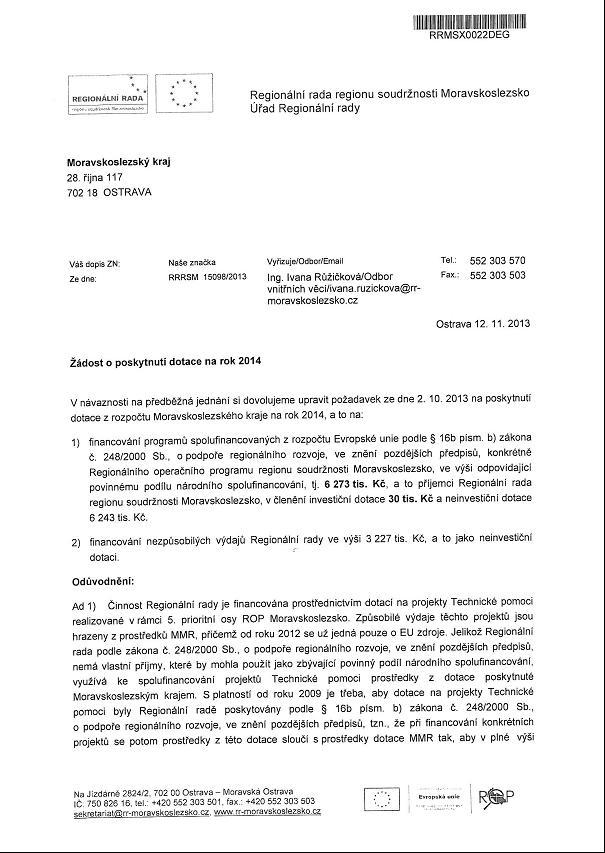 RRMSX0022DEG
REGIONÁLNÍ RADA
regionu soudržnosti Moravskoslezsko
Regionální rada regionu soudržnosti Moravskoslezsko
Úřad Regionální rady
Moravskoslezský kraj
28. října 117
702 18 OSTRAVA
Váš dopis ZN:
Ze dne:
Naše značka
RRRSM 15098/2013
Vyřizuje/Odbor/Email
Ing. Ivana Růžičková/Odbor
vnitřních věcí/ivana.ruzickova@rr-
moravskoslezsko.cz
Tel.: 552 303 570
Fax.: 552 303 503
Ostrava 12. 11. 2013
Žádost o poskytnutí dotace na rok 2014
V návaznosti na předběžná jednání si dovolujeme upravit požadavek ze dne 2. 10. 2013 na poskytnutí
dotace z rozpočtu Moravskoslezského kraje na rok 2014, a to na:
1) financování programů spolufinancovaných z rozpočtu Evropské unie podle § 16b písm. b) zákona
č. 248/2000 Sb., o podpoře regionálního rozvoje, ve znění pozdějších předpisů, konkrétně
Regionálního operačního programu regionu soudržnosti Moravskoslezsko, ve výši odpovídající
povinnému podílu národního spolufinancování, tj. 6 273 tis. Kč, a to příjemci Regionální rada
regionu soudržnosti Moravskoslezsko, v členění investiční dotace 30 tis. Kč a neinvestiční dotace
6 243 tis. Kč.
2) financování nezpůsobilých výdajů Regionální rady ve výši 3 227 tis. Kč, a to jako neinvestiční
dotaci.
Odůvodnění:
Ad 1) Činnost Regionální rady je financována prostřednictvím dotací na projekty Technické pomoci
realizované v rámci 5. prioritní osy ROP Moravskoslezsko. Způsobilé výdaje těchto projektů jsou
hrazeny z prostředků MMR, přičemž od roku 2012 se už jedná pouze o EU zdroje. Jelikož Regionální
rada podle zákona č. 248/2000 Sb., o podpoře regionálního rozvoje, ve znění pozdějších předpisů,
nemá vlastní příjmy, které by mohla použít jako zbývající povinný podíl národního spolufinancování,
využívá ke spolufinancování projektů Technické pomoci prostředky z dotace poskytnuté
Moravskoslezským krajem. S platností od roku 2009 je třeba, aby dotace na projekty Technické
pomoci byly Regionální radě poskytovány podle § 16b písm. b) zákona č. 248/2000 Sb.,
o podpoře regionálního rozvoje, ve znění pozdějších předpisů, tzn., že při financování konkrétních
projektů se potom prostředky z této dotace sloučí s prostředky dotace MMR tak, aby v plné výši
Na Jízdárně 2824/2, 702 00 Ostrava – Moravská Ostrava
IČ: 750 826 16, tel.: +420 552 303 501, fax.: +420 552 303 503
sekretariat@rr-moravskoslezsko.cz, www.rr-moravskoslezsko.cz
Evropská unie
ROP